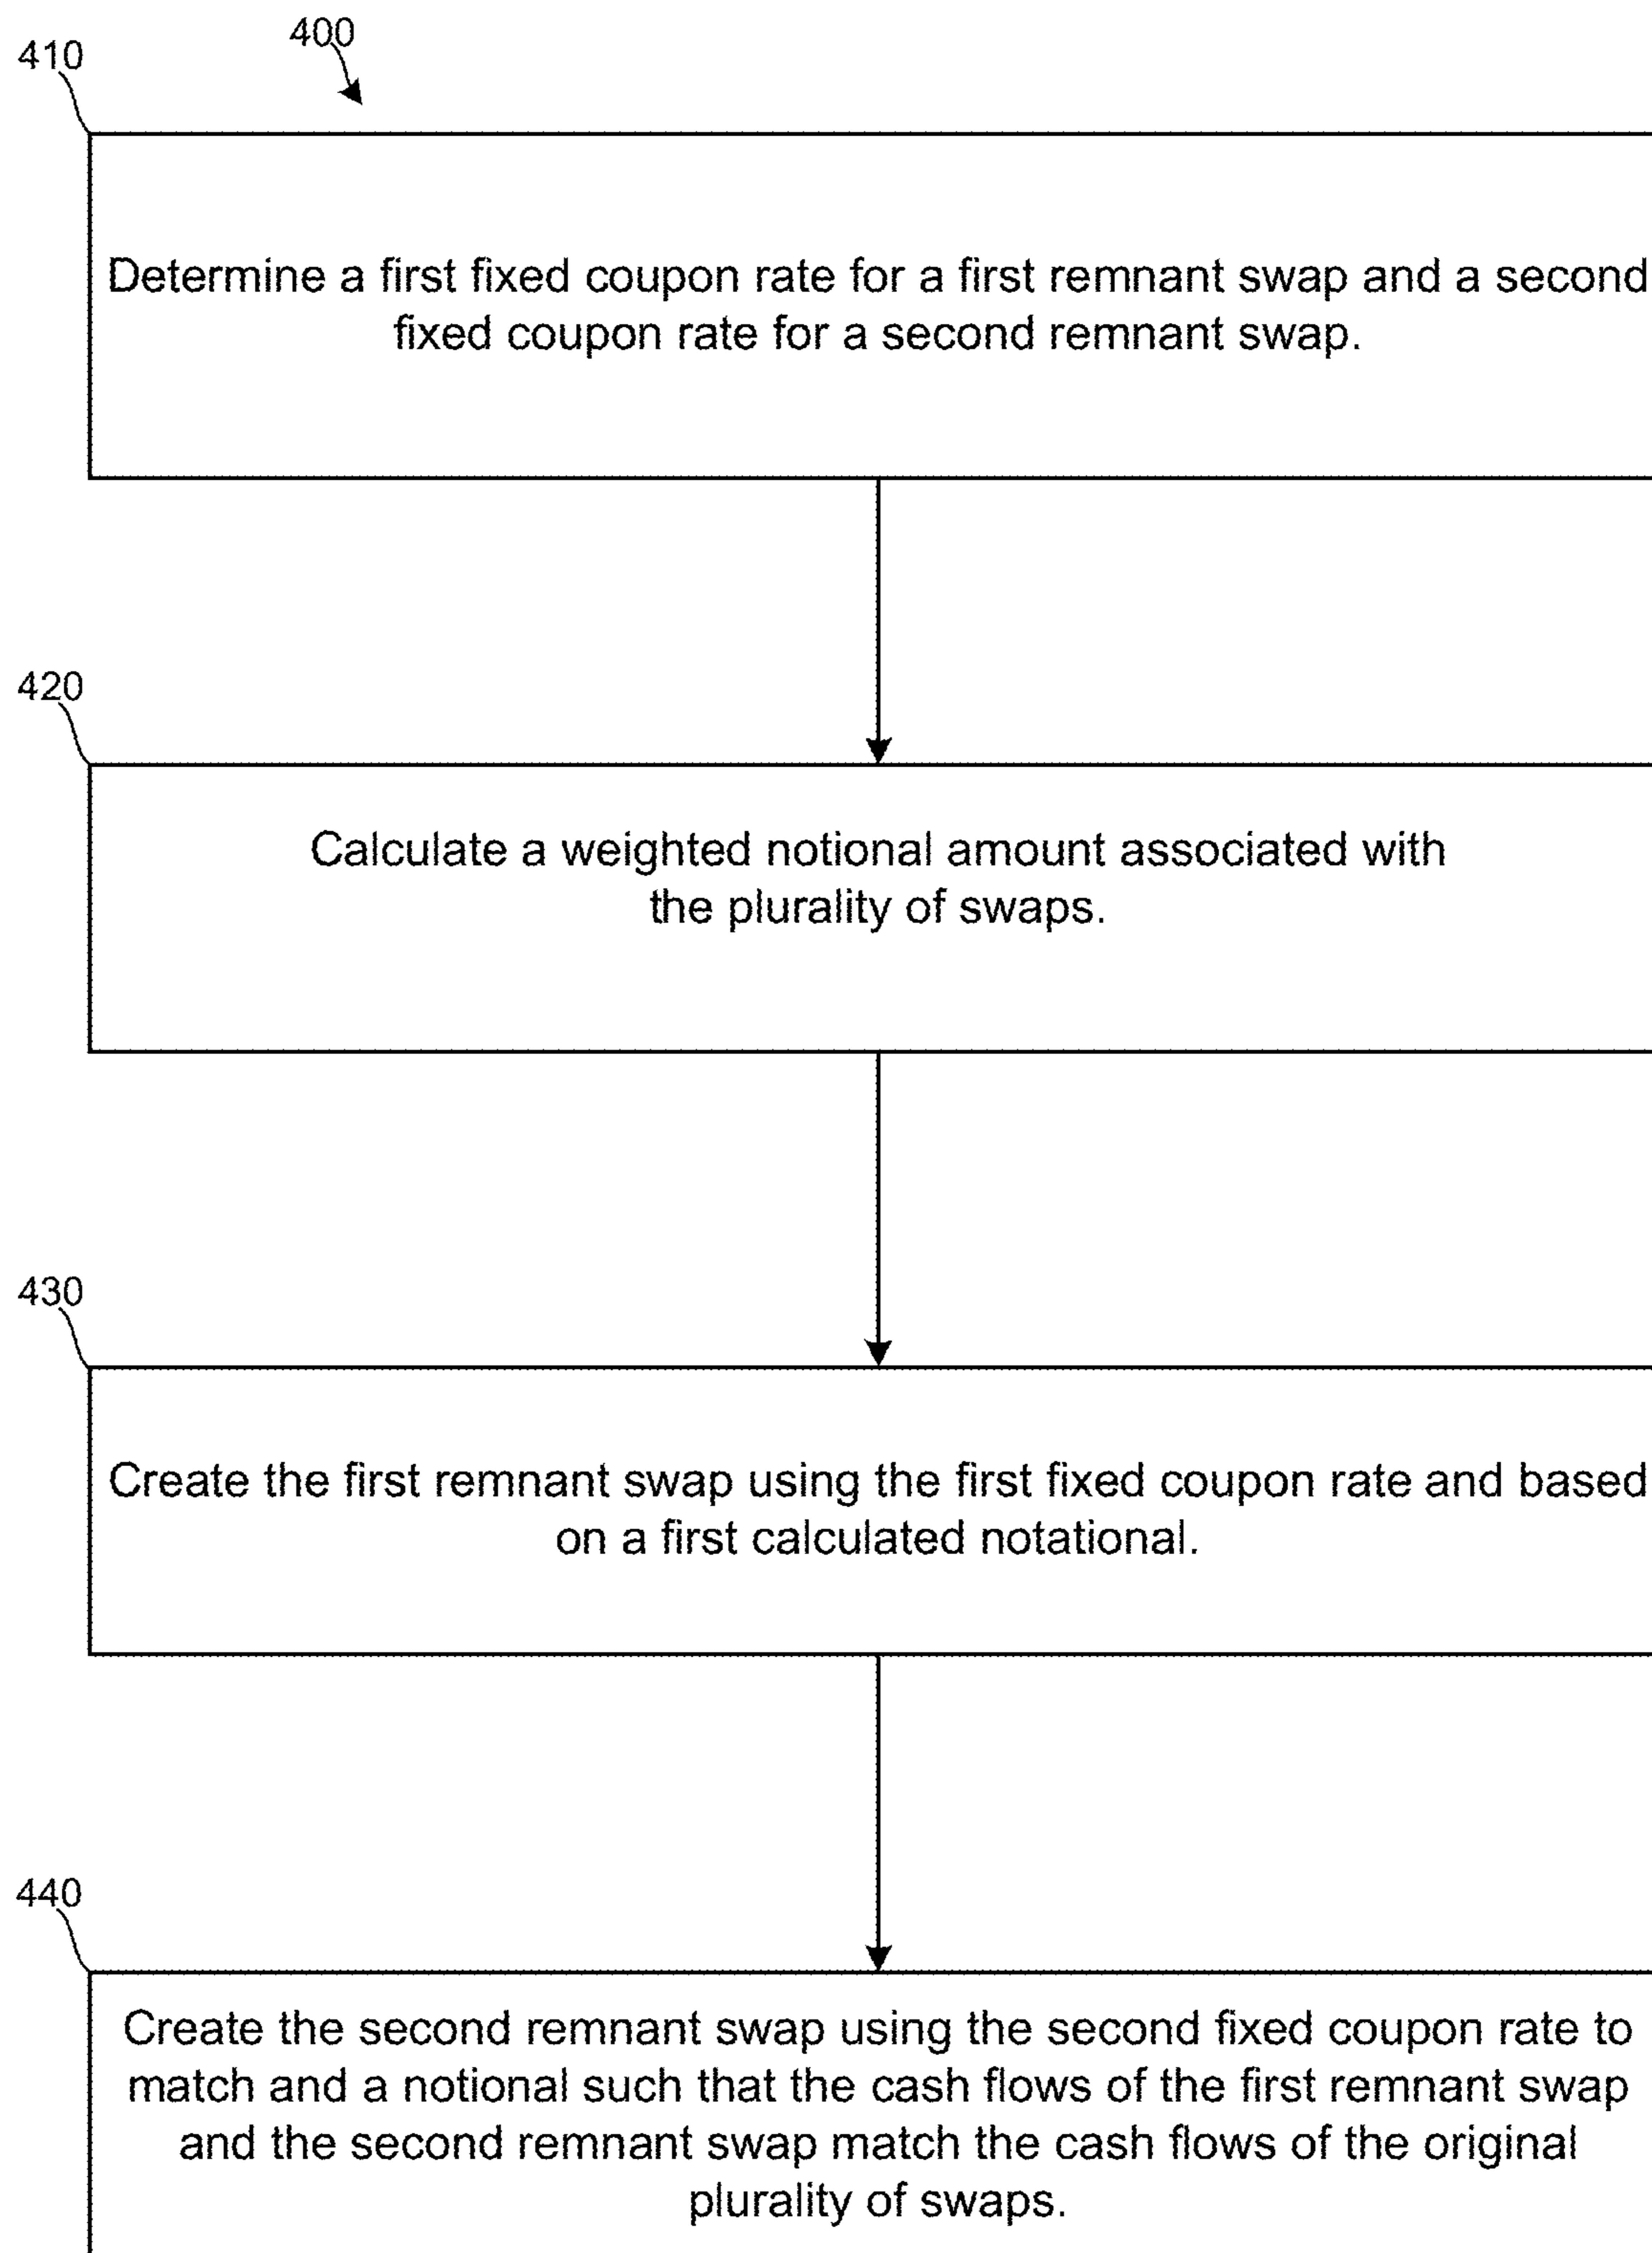 400
410
Determine a first fixed coupon rate for a first remnant swap and a second
fixed coupon rate for a second remnant swap.
420
Calculate a weighted notional amount associated with
the plurality of swaps.
430
Create the first remnant swap using the first fixed coupon rate and based
on a first calculated notational.
440
Create the second remnant swap using the second fixed coupon rate to
match and a notional such that the cash flows of the first remnant swap
and the second remnant swap match the cash flows of the original
plurality of swaps.